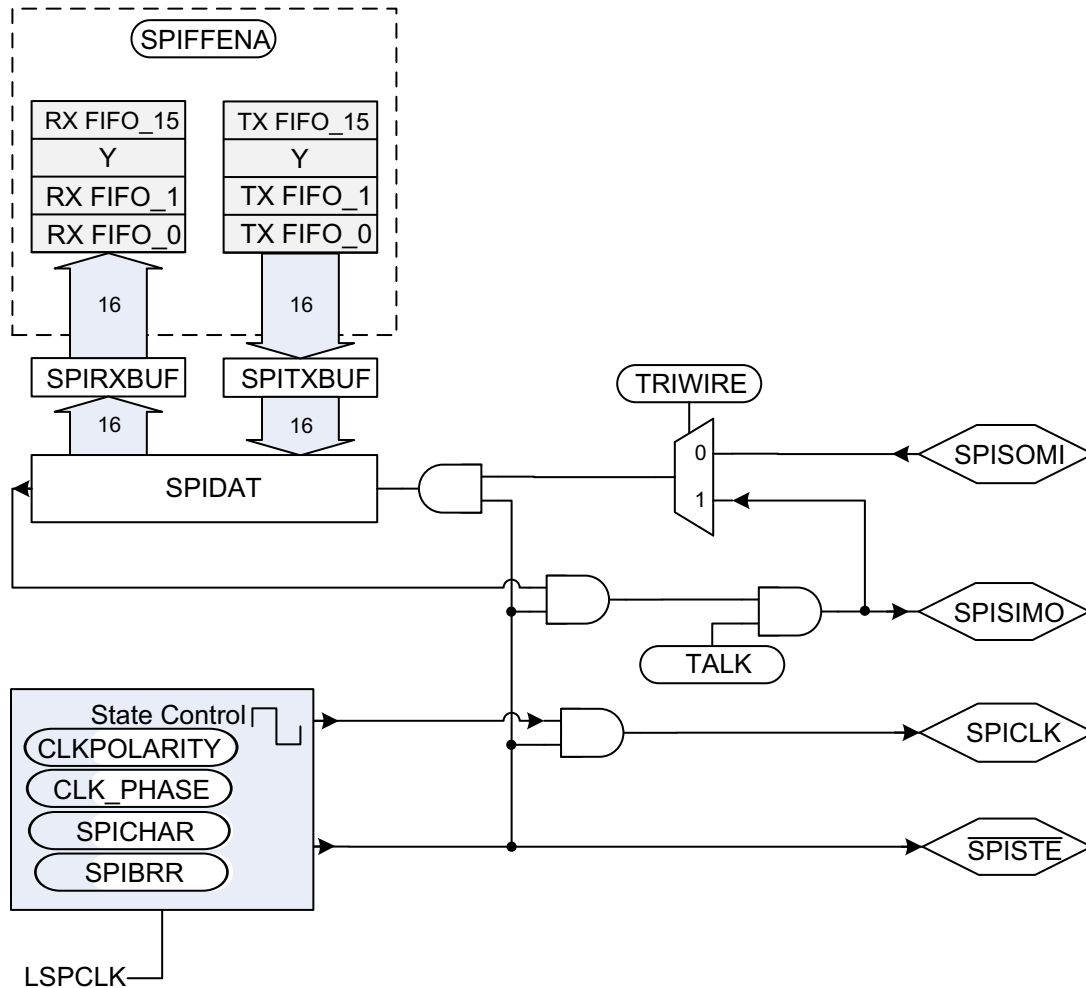 SPIFFENA
RX FIFO_15
Y
RX FIFO_1
RX FIFO_0
TX FIFO_15
Y
TX FIFO_1
TX FIFO_0
16
16
SPIRXBUF
SPITXBUF
16
16
SPIDAT
TRIWIRE
0
1
SPISOMI
SPISIMO
TALK
State Control
CLKPOLARITY
CLK_PHASE
SPICHAR
SPIBRR
SPICLK
SPISTE
LSPCLK